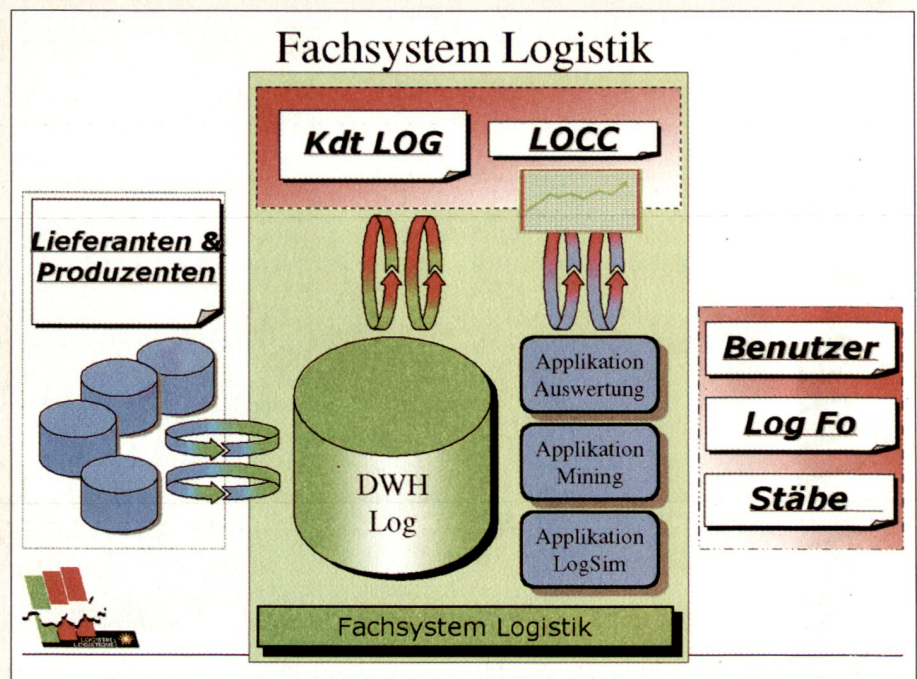 Fachsystem Logistik
Kdt LOG
LOCC
Lieferanten &
Produzenten
Benutzer
Log Fo
Stäbe
DWH
Log
Applikation
Auswertung
Applikation
Mining
Applikation
LogSim
Fachsystem Logistik